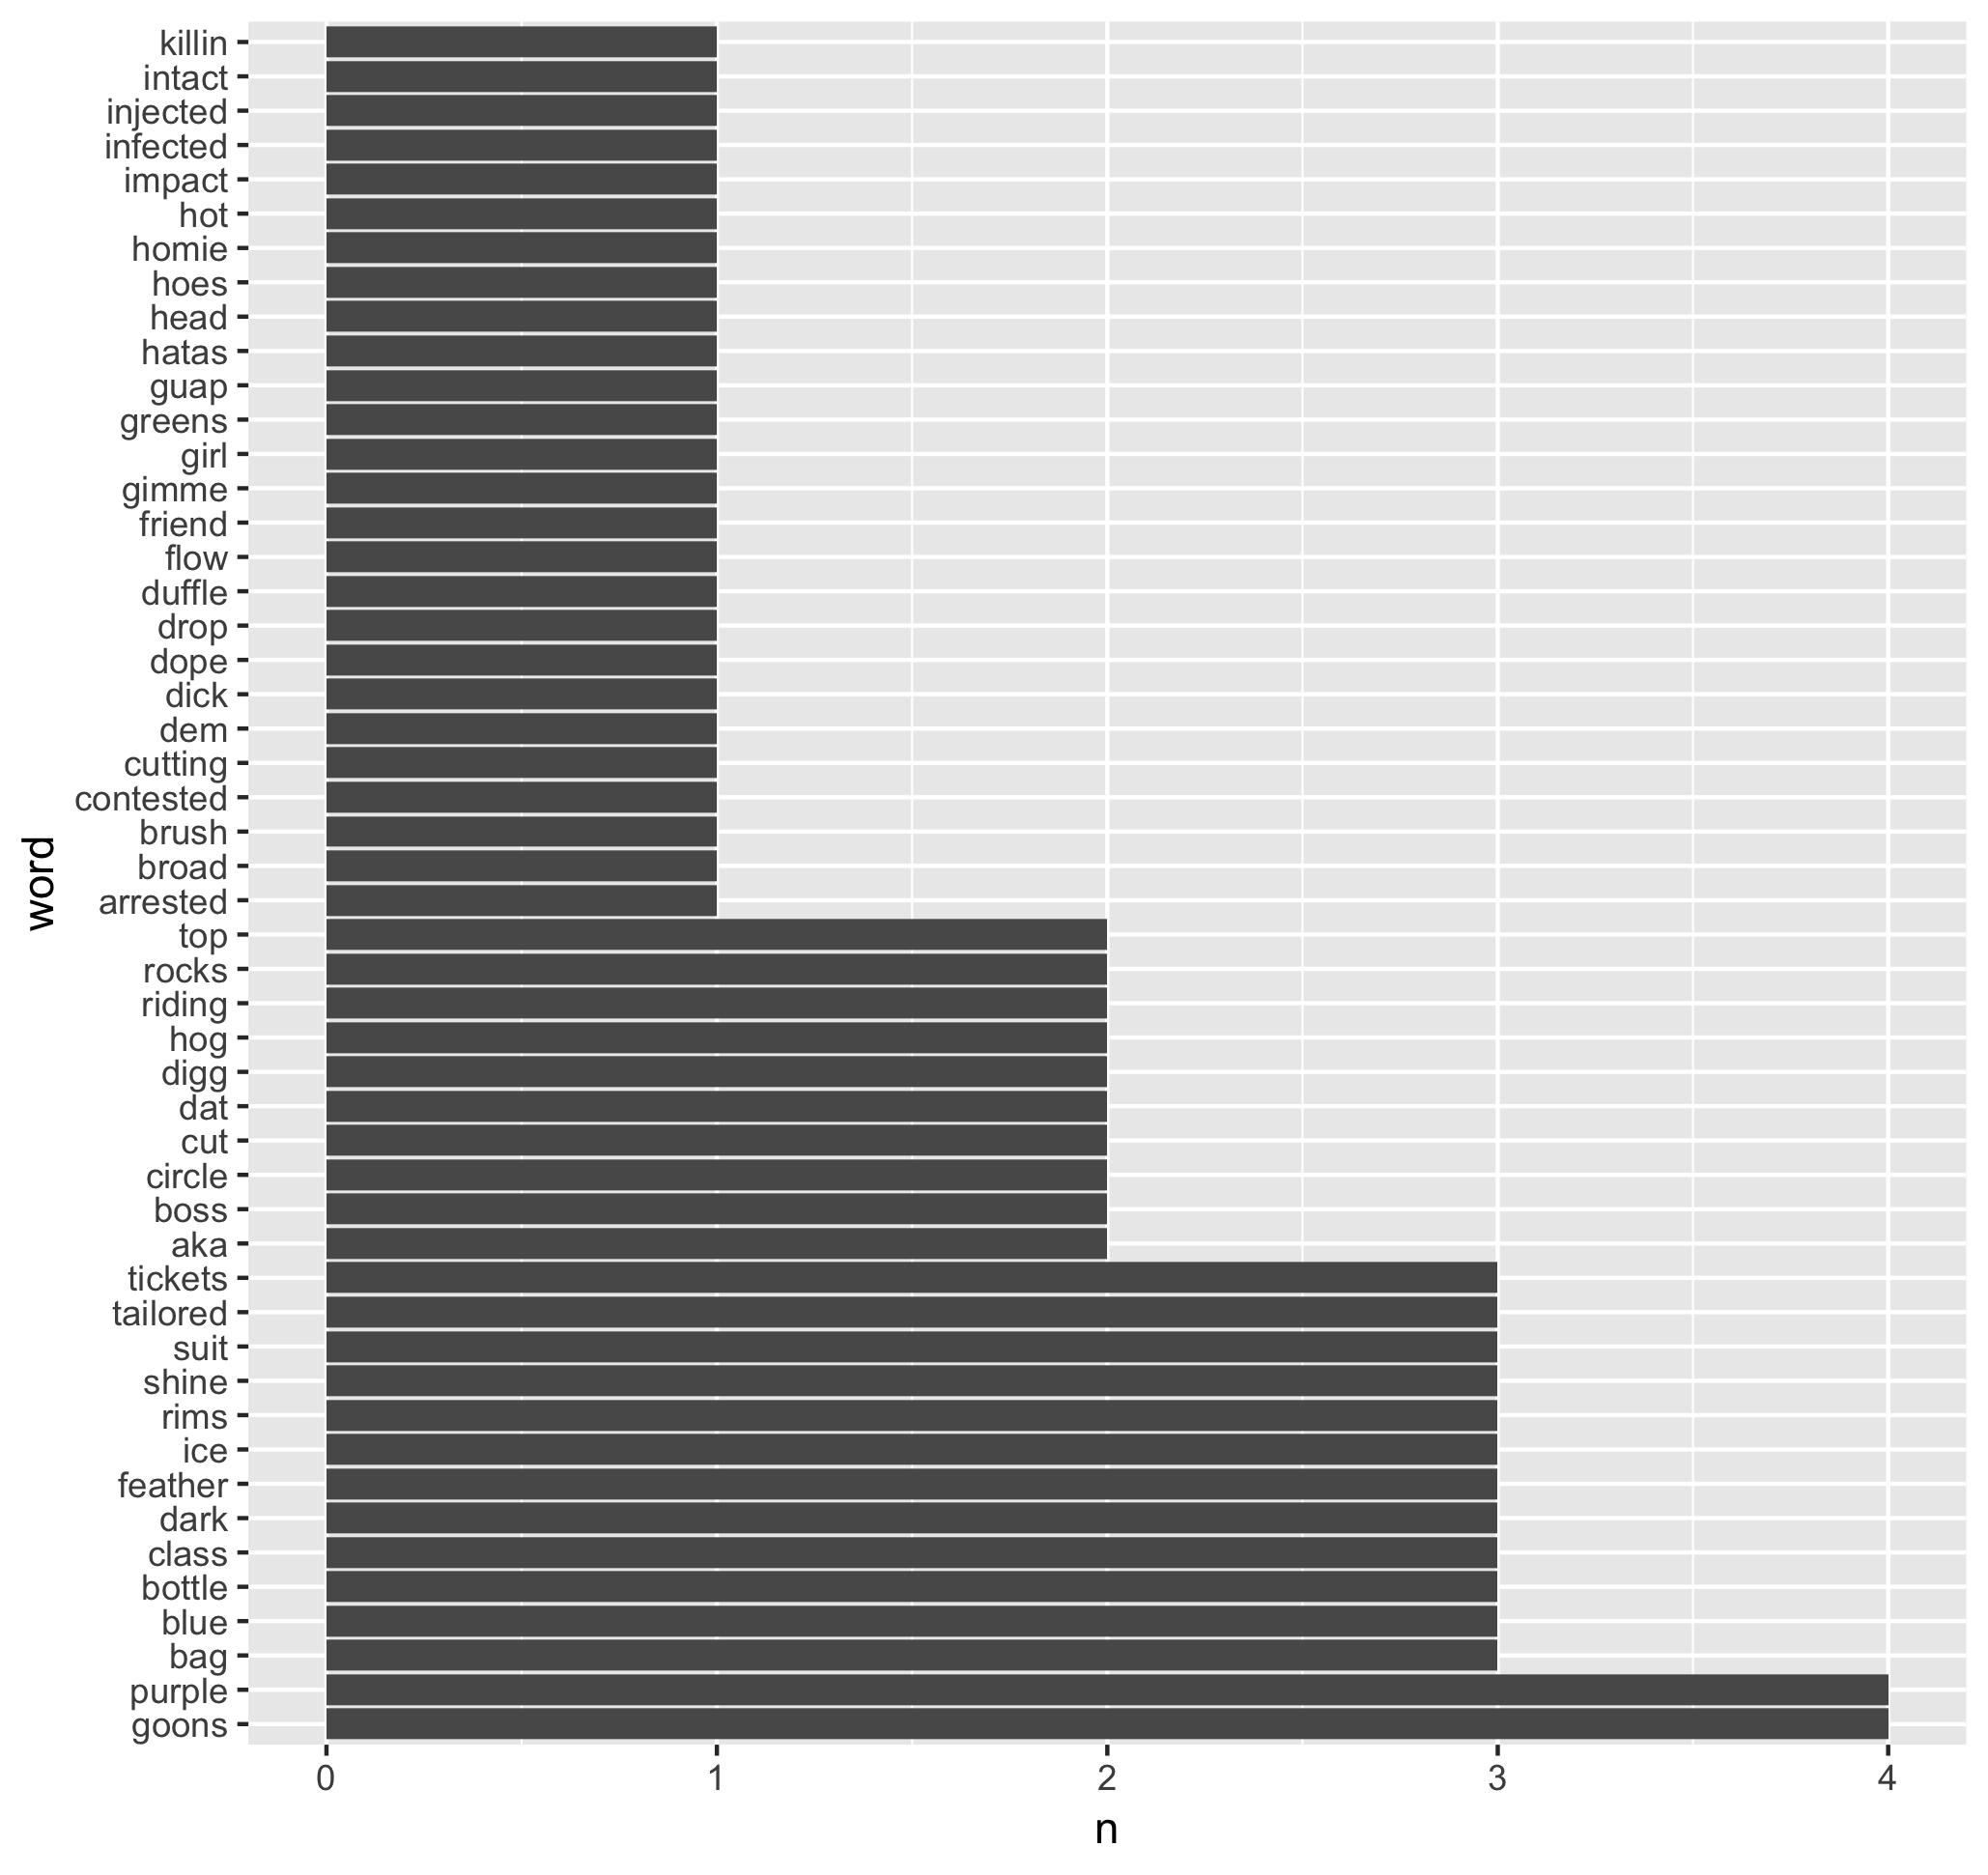 killin
intact
injected
infected
impact
hot
homie
hoes
head
hatas
guap
greens
girl
gimme
friend
flow
duffle
drop
dope
dick
dem
cutting
contested
brush
broad
arrested
top
rocks
riding
hog
digg
dat
cut
circle
boss
aka
tickets
tailored
suit
shine
rims
ice
feather
dark
class
bottle
blue
bag
purple
goons
word
0 1 2 3 4
n